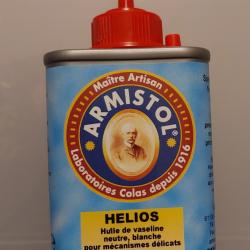 Maître Artisan
ARMISTOL®
Laboratoires Colas depuis 1916
HELIOS
Huile de vaseline
neutre, blanche
pour mécanismes délicats